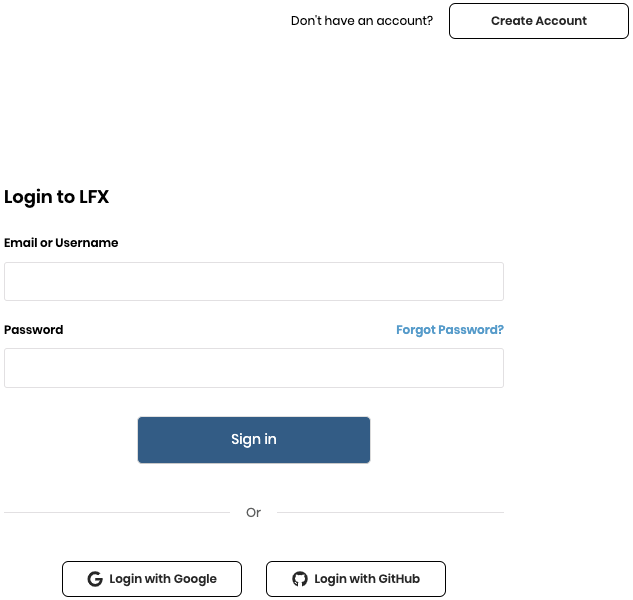 Don't have an account? Create Account
Login to LFX
Email or Username
Password Forgot Password?
Sign in
Or
Login with Google Login with GitHub